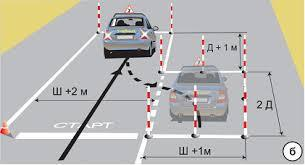 Д + 1 м
Ш +2 м
2 Д
СТАРТ
Ш +1м
б